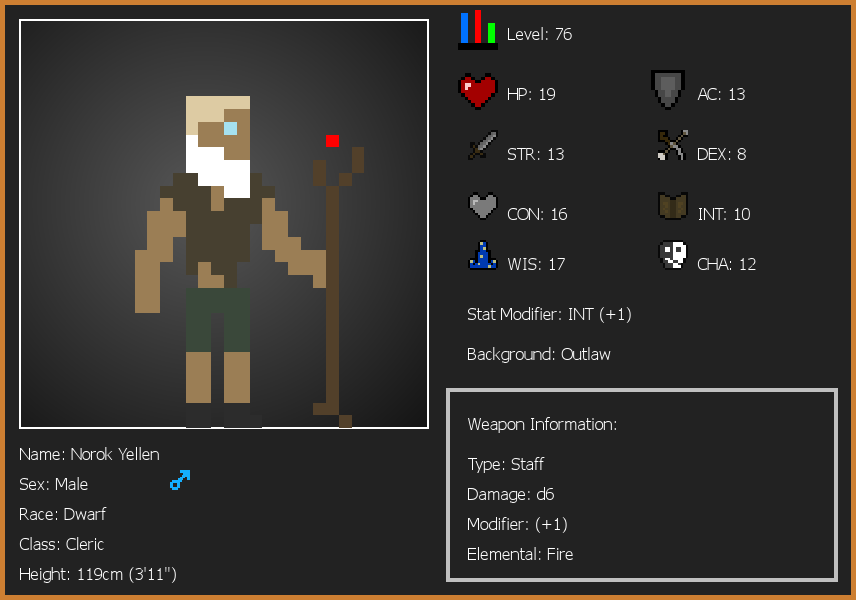 Level: 76
HP: 19
AC: 13
STR: 13
DEX: 8
CON: 16
INT: 10
WIS: 17
CHA: 12
Stat Modifier: INT (+1)
Background: Outlaw
Weapon Information:
Type: Staff
Damage: d6
Modifier: (+1)
Elemental: Fire
Name: Norok Yellen
Sex: Male
Race: Dwarf
Class: Cleric
Height: 119cm (3'11")